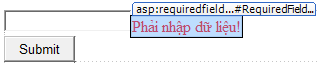 asp:requiredfield...#RequiredField...
Phải nhập dữ liệu!
Submit